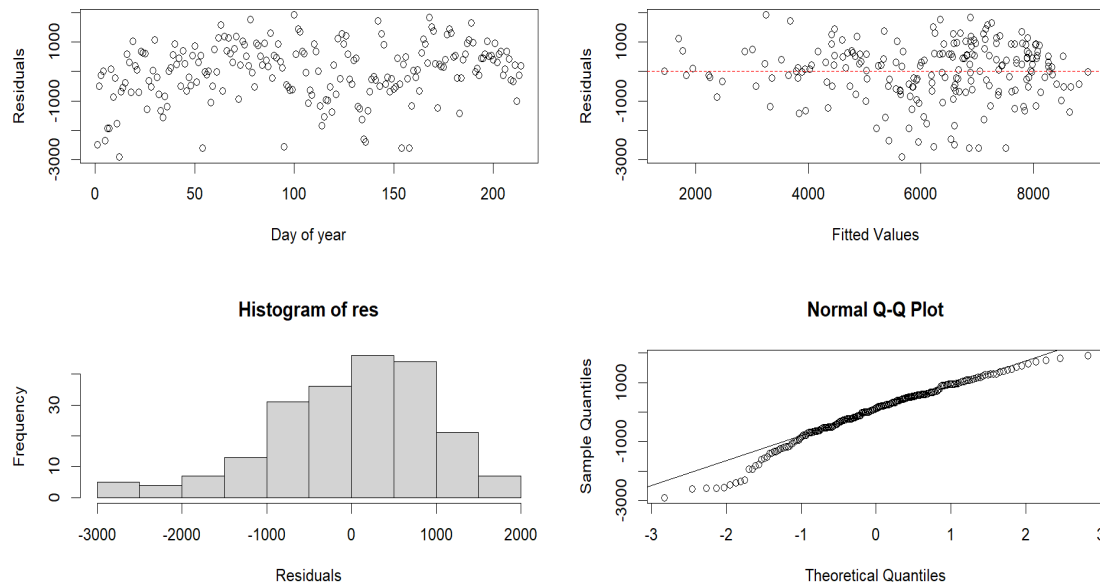 Residuals
1000
-1000
-3000
0 50 100 150 200
Day of year
Residuals
1000
-1000
-3000
2000 4000 6000 8000
Fitted Values
Histogram of res
Frequency
30
10
0
-3000 -2000 -1000 0 1000 2000
Residuals
Normal Q-Q Plot
Sample Quantiles
1000
-1000
-3000
-3 -2 -1 0 1 2 3
Theoretical Quantiles